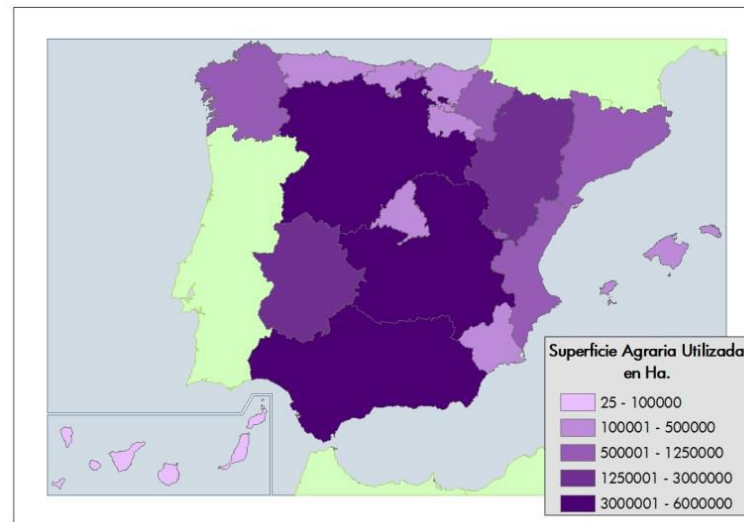 Superficie Agraria Utilizada
en Ha.
25 - 100000
100001 - 500000
500001 - 1250000
1250001 - 3000000
3000001 - 6000000